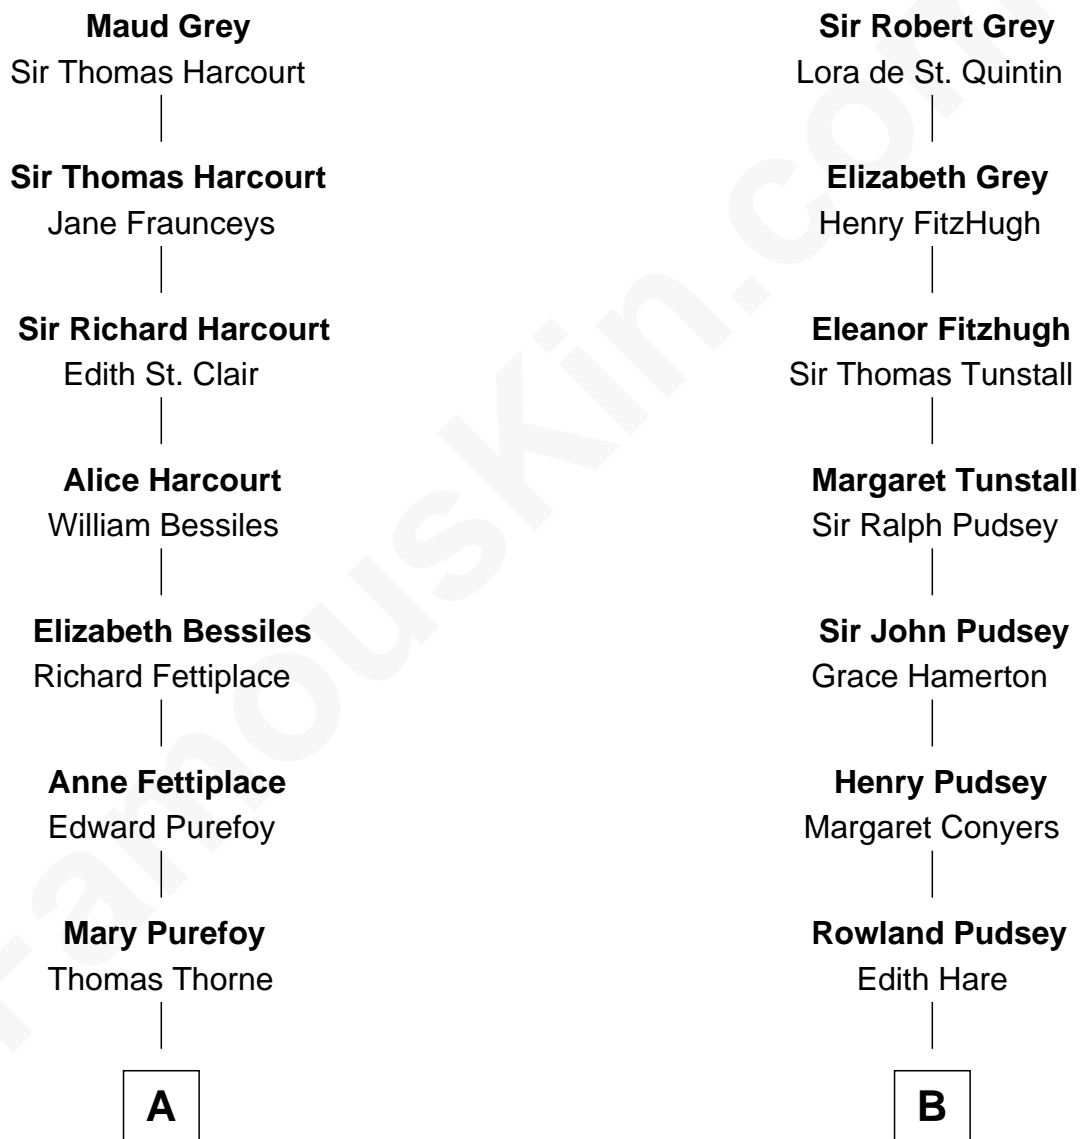 Maud Grey
Sir Thomas Harcourt
Sir Thomas Harcourt
Jane Fraunceys
Sir Richard Harcourt
Edith St. Clair
Alice Harcourt
William Bessiles
Elizabeth Bessiles
Richard Fettiplace
Anne Fettiplace
Edward Purefoy
Mary Purefoy
Thomas Thorne
A
Sir Robert Grey
Lora de St. Quintin
Elizabeth Grey
Henry FitzHugh
Eleanor Fitzhugh
Sir Thomas Tunstall
Margaret Tunstall
Sir Ralph Pudsey
Sir John Pudsey
Grace Hamerton
Henry Pudsey
Margaret Conyers
Rowland Pudsey
Edith Hare
B
FamousKin.com